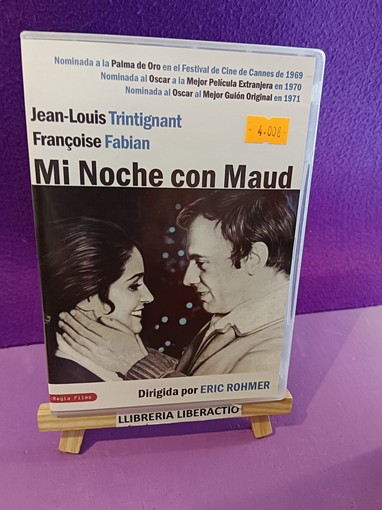 Nominada a la Palma de Oro en el Festival de Cine de Cannes de 1969
Nominada al Oscar a la Mejor Película Extranjera en 1970
Nominada al Oscar al Mejor Guión Original en 1971
Jean-Louis Trintignant
Françoise Fabian
- 4.00€
Mi Noche con Maud
Dirigida por ERIC ROHMER
Regia Films
LLIBRERIA LIBERACTIO